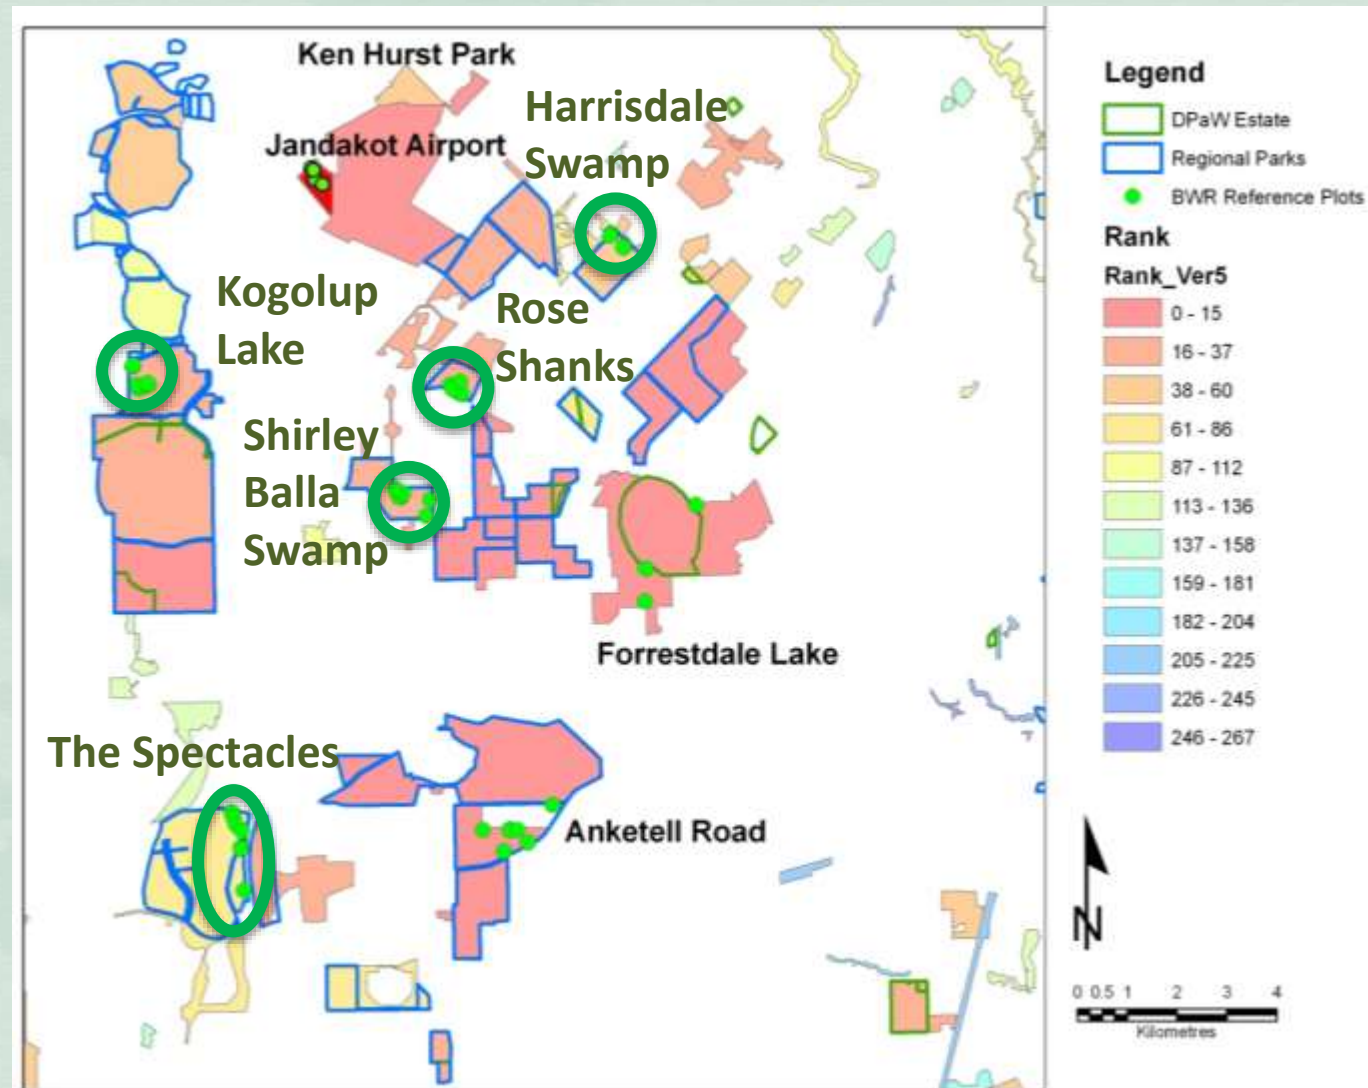 Ken Hurst Park
Harrisdale
Swamp
Jandakot Airport
Kogolup
Lake
Rose
Shanks
Shirley
Balla
Swamp
Forrestdale Lake
The Spectacles
Anketell Road
Legend
DPaW Estate
Regional Parks
BWR Reference Plots
Rank
Rank_Ver5
0 - 15
16 - 37
38 - 60
61 - 86
87 - 112
113 - 136
137 - 158
159 - 181
182 - 204
205 - 225
226 - 245
246 - 267
N
0 0.5 1 2 3 4
Kilometres